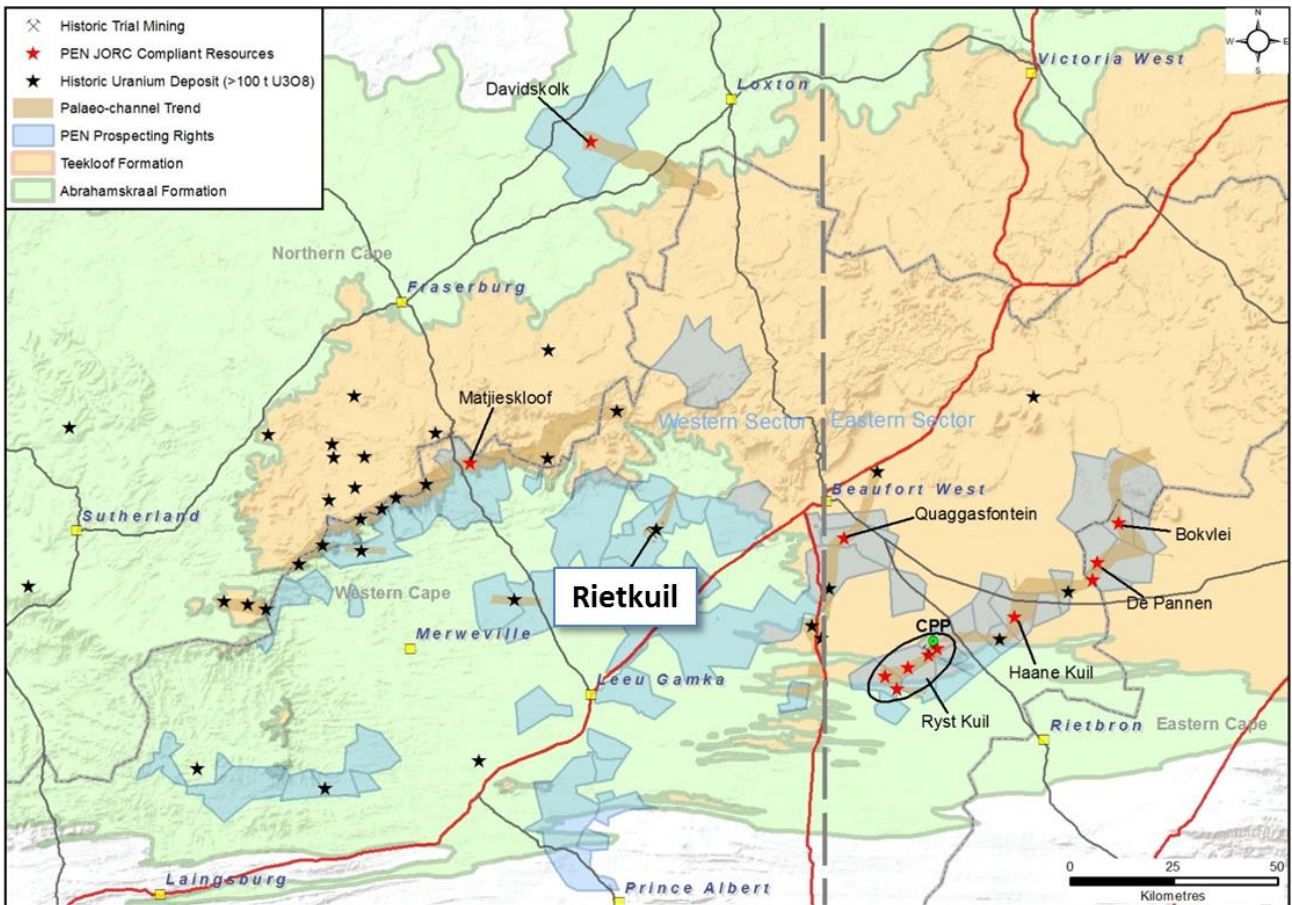 Historic Trial Mining
PEN JORC Compliant Resources
Historic Uranium Deposit (>100 t U3O8)
Palaeo-channel Trend
PEN Prospecting Rights
Teekloof Formation
Abrahamskraal Formation
N
W E
S
Victoria West
Davidskolk
Loxton
Northern Cape
Fraserburg
Matjieskloof
Western Sector
Eastern Sector
Beaufort West
Sutherland
Quaggasfontein
Bokvlei
Rietkuil
Western Cape
De Pannen
Merweville
CPP
Haane Kuil
Leeu Gamka
Ryst Kuil
Rietbron
Eastern Cape
Laingsburg
Prince Albert
0 25 50
Kilometres